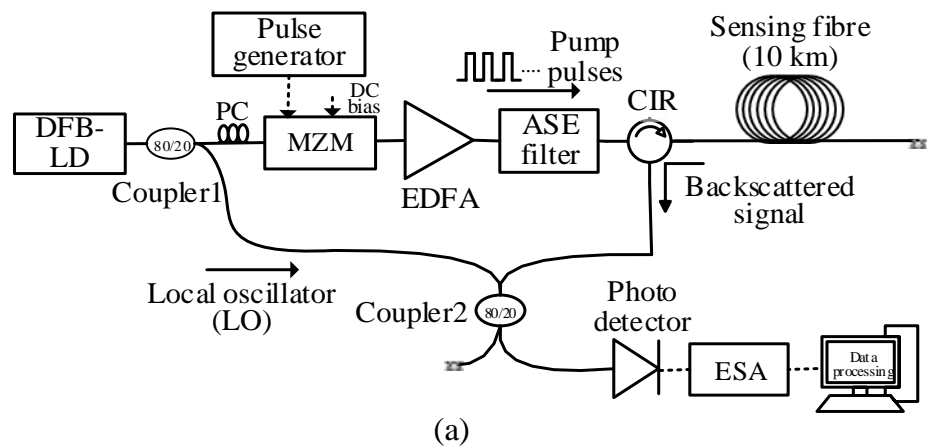 Pulse
generator
Pump
pulses
Sensing fibre
(10 km)
DFB-
LD
80/20
Coupler1
PC
DC
bias
MZM
EDFA
ASE
filter
CIR
Backscattered
signal
Local oscillator
(LO)
Coupler2
80/20
Photo
detector
ESA
Data
processing
(a)